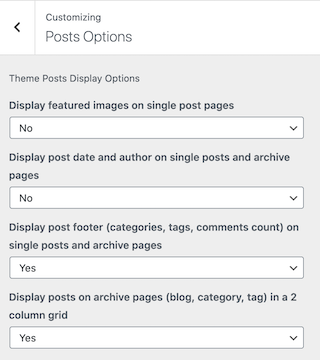 Customizing
Posts Options
Theme Posts Display Options
Display featured images on single post pages
No
Display post date and author on single posts and archive
pages
No
Display post footer (categories, tags, comments count) on
single posts and archive pages
Yes
Display posts on archive pages (blog, category, tag) in a 2
column grid
Yes